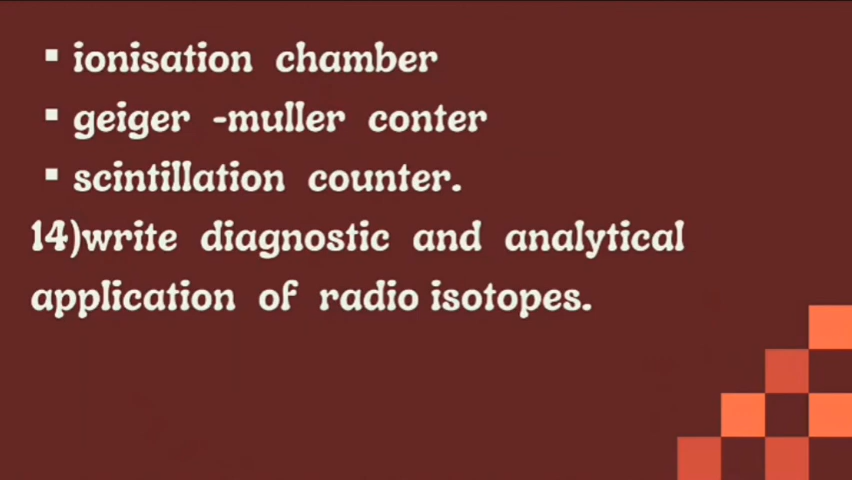 ▪ ionisation chamber
▪ geiger -muller conter
▪ scintillation counter.
14)write diagnostic and analytical
application of radio isotopes.